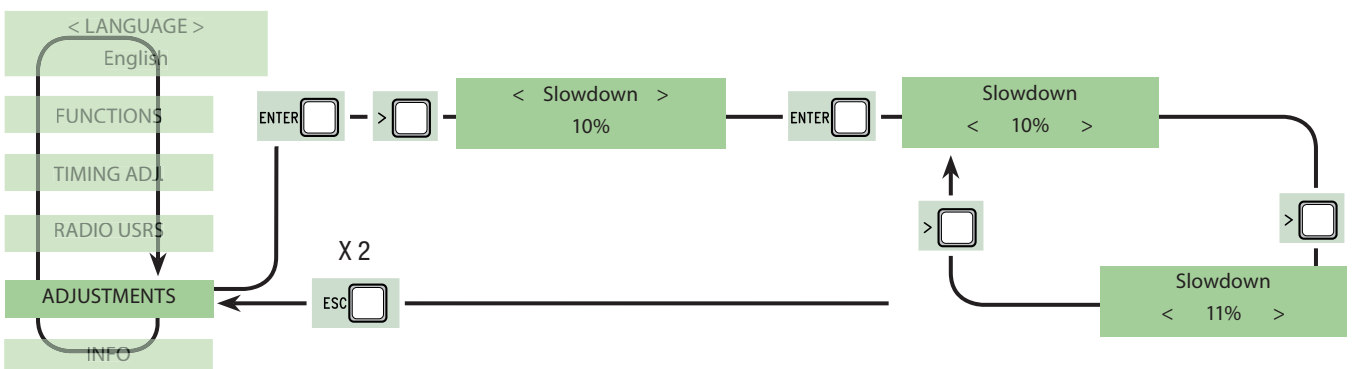 < LANGUAGE >
English
FUNCTIONS
TIMING ADJ.
RADIO USRS
ADJUSTMENTS
INFO
ENTER
>
< Slowdown >
10%
ENTER
Slowdown
< 10% >
>
Slowdown
< 11% >
>
X 2
ESC